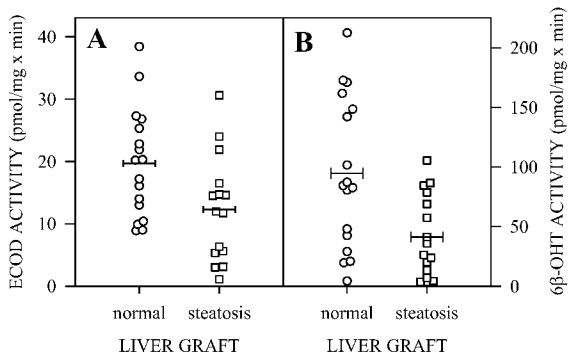 A
B
40
30
20
10
0
ECOD ACTIVITY (pmol/mg x min)
200
150
100
50
0
6β-OHT ACTIVITY (pmol/mg x min)
normal steatosis normal steatosis
LIVER GRAFT LIVER GRAFT